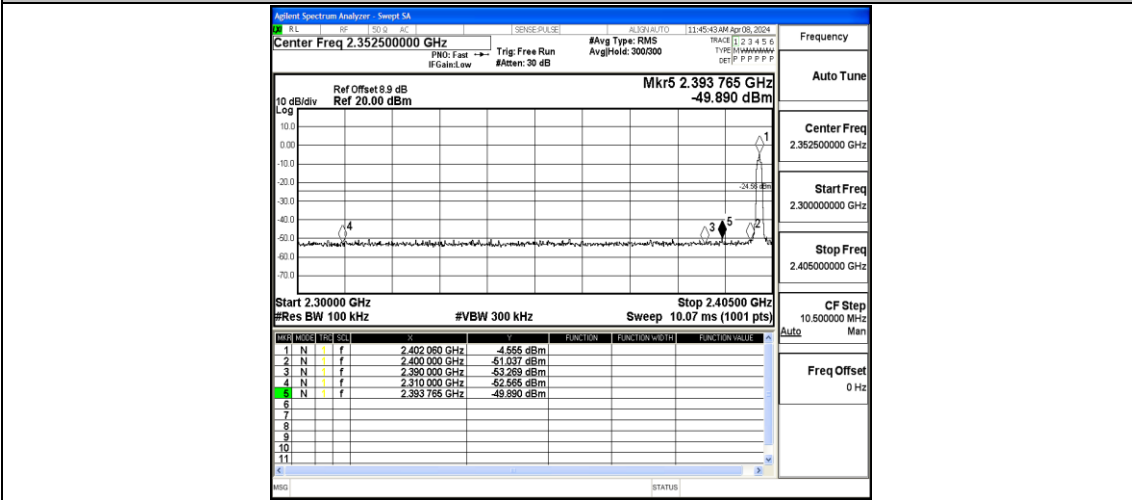 Agilent Spectrum Analyzer - Swept SA
RL RF 50 Ω AC SENSE:PULSE ALIGNAUTO 11:45:43 AM Apr 08, 2024
Center Freq 2.352500000 GHz
PNO: Fast
IFGain:Low
Trig: Free Run
#Atten: 30 dB
#Avg Type: RMS
Avg|Hold: 300/300
TRACE 1 2 3 4 5 6
TYPE M
DET P P P P P P
Ref Offset 8.9 dB
10 dB/div Ref 20.00 dBm
Log
Mkr5 2.393 765 GHz
-49.890 dBm
10.0
0.00
-10.0
-20.0
-30.0
-40.0
-50.0
-60.0
-70.0
1
-24.56 dBm
4
3
5
2
Start 2.30000 GHz Stop 2.40500 GHz
#Res BW 100 kHz #VBW 300 kHz Sweep 10.07 ms (1001 pts)
MKR MODE TRC SCL X Y FUNCTION FUNCTION WIDTH FUNCTION VALUE
1 N 1 f 2.402 060 GHz -4.555 dBm
2 N 1 f 2.400 000 GHz -51.037 dBm
3 N 1 f 2.390 000 GHz -53.269 dBm
4 N 1 f 2.310 000 GHz -52.565 dBm
5 N 1 f 2.393 765 GHz -49.890 dBm
6
7
8
9
10
11
MSG STATUS
Frequency
Auto Tune
Center Freq
2.352500000 GHz
Start Freq
2.300000000 GHz
Stop Freq
2.405000000 GHz
CF Step
10.500000 MHz
Auto Man
Freq Offset
0 Hz